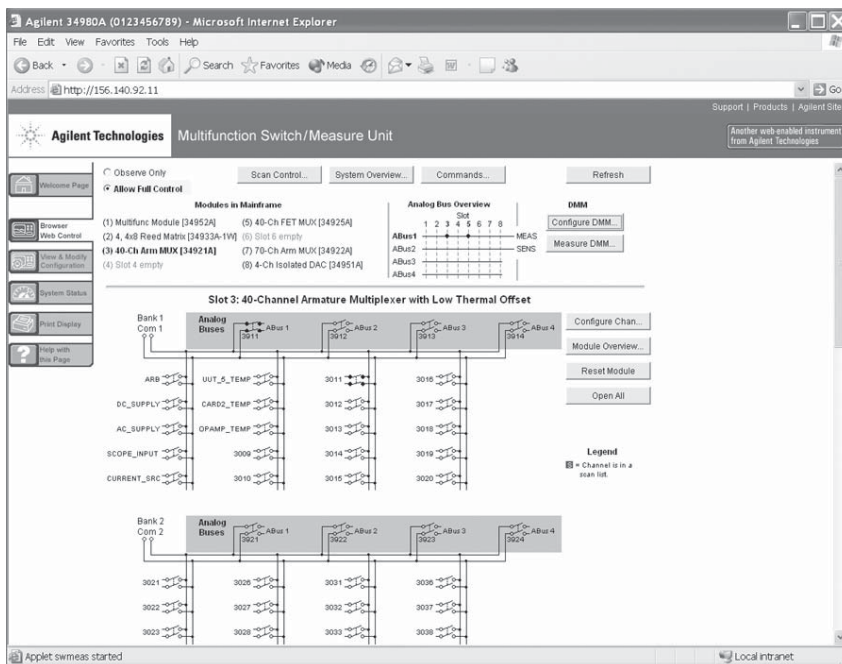 Agilent 34980A (0123456789) - Microsoft Internet Explorer
File Edit View Favorites Tools Help
Back Search Favorites Media
Address http://156.140.92.11 Go
Support | Products | Agilent Site
Agilent Technologies Multifunction Switch/Measure Unit
Another web-enabled instrument
from Agilent Technologies
Welcome Page
Browser
Web Control
View & Modify
Configuration
System Status
Print Display
Help with
this Page
Observe Only
Allow Full Control
Scan Control... System Overview... Commands... Refresh
Modules in Mainframe
(1) Multifunc Module [34952A] (5) 40-Ch FET MUX [34925A]
(2) 4, 4x8 Reed Matrix [34933A-1W] (6) Slot 6 empty
(3) 40-Ch Arm MUX [34921A] (7) 70-Ch Arm MUX [34922A]
(4) Slot 4 empty (8) 4-Ch Isolated DAC [34951A]
Analog Bus Overview
Slot
1 2 3 4 5 6 7 8
ABus1 MEAS
ABus2 SENS
ABus3
ABus4
DMM
Configure DMM...
Measure DMM...
Slot 3: 40-Channel Armature Multiplexer with Low Thermal Offset
Bank 1
Com 1
Analog
Buses
ABus 1 ABus 2 ABus 3 ABus 4
3911 3912 3913 3914
ARB UUT_5_TEMP 3011 3016
DC_SUPPLY CARD2_TEMP 3012 3017
AC_SUPPLY OPAMP_TEMP 3013 3018
SCOPE_INPUT 3009 3014 3019
CURRENT_SRC 3010 3015 3020
Configure Chan...
Module Overview...
Reset Module
Open All
Legend
S = Channel is in a
scan list.
Bank 2
Com 2
Analog
Buses
ABus 1 ABus 2 ABus 3 ABus 4
3921 3922 3923 3924
3021 3026 3031 3036
3022 3027 3032 3037
3023 3028 3033 3038
Applet swmeas started Local intranet